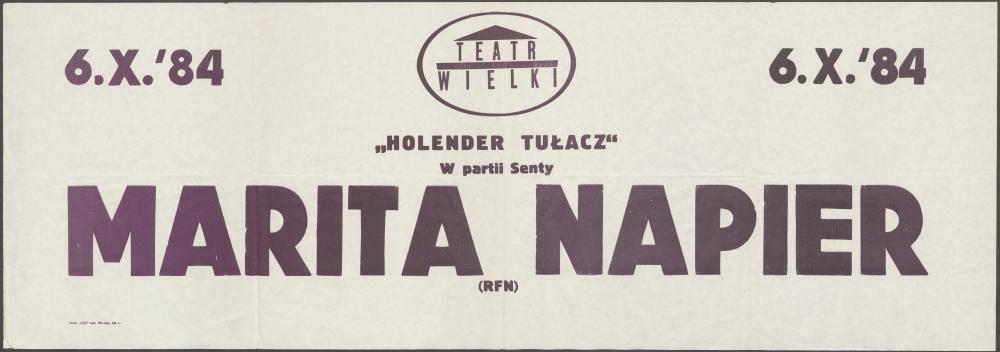 6.X.'84
TEATR
WIELKI
6.X.'84
„HOLENDER TUŁACZ“
W partii Senty
MARITA NAPIER
(RFN)